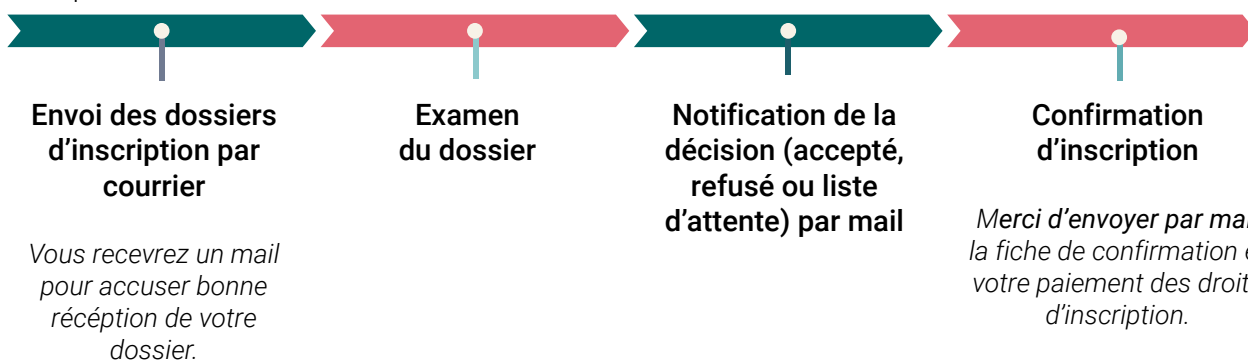 Envoi des dossiers
d’inscription par
courrier
Vous recevrez un mail
pour accuser bonne
récéption de votre
dossier.
Examen
du dossier
Notification de la
décision (accepté,
refusé ou liste
d’attente) par mail
Confirmation
d’inscription
Merci d’envoyer par mail
la fiche de confirmation
votre paiement des droits
d’inscription.